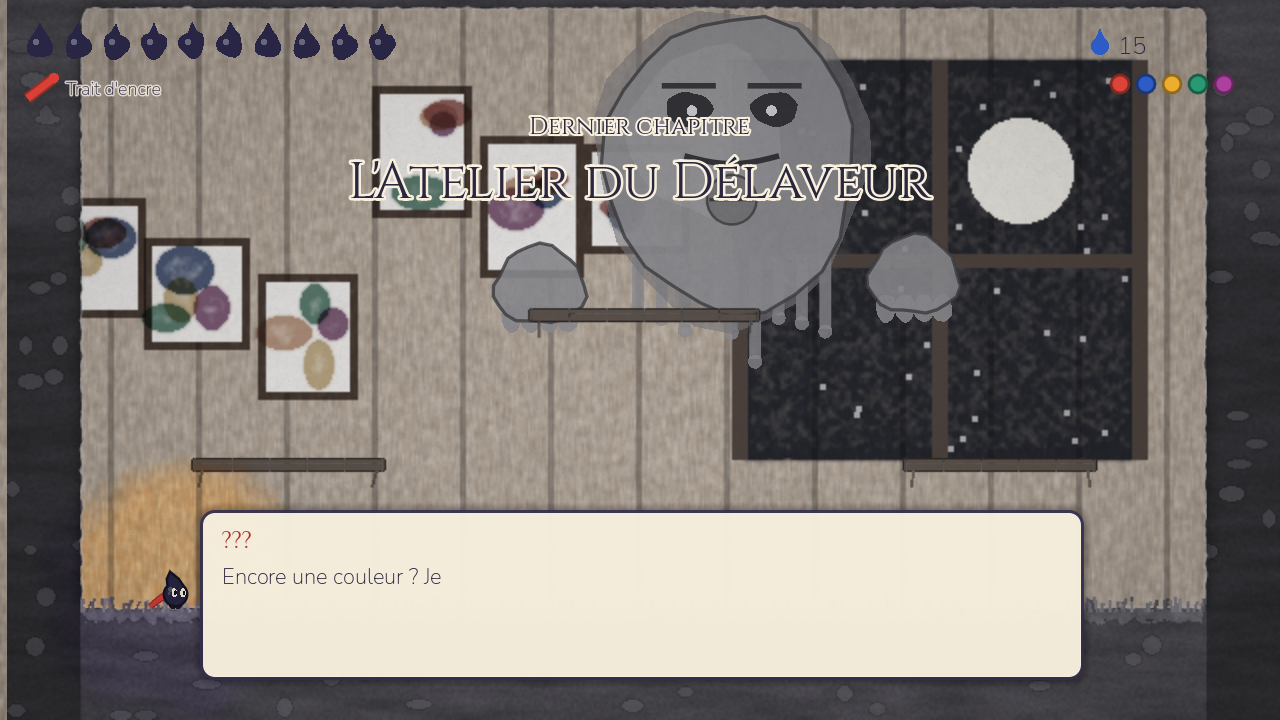 15
Trait d'encre
Dernier chapitre
L'Atelier du Délaveur
???
Encore une couleur ? Je